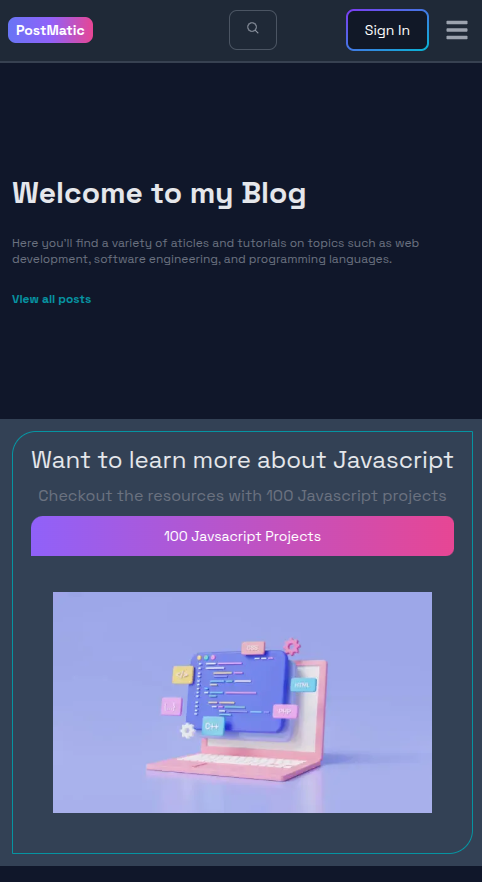 PostMatic
Sign In
Welcome to my Blog
Here you'll find a variety of aticles and tutorials on topics such as web
development, software engineering, and programming languages.
View all posts
Want to learn more about Javascript
Checkout the resources with 100 Javascript projects
100 Javsacript Projects
CSS
</>
HTML
{..}
PHP
C++